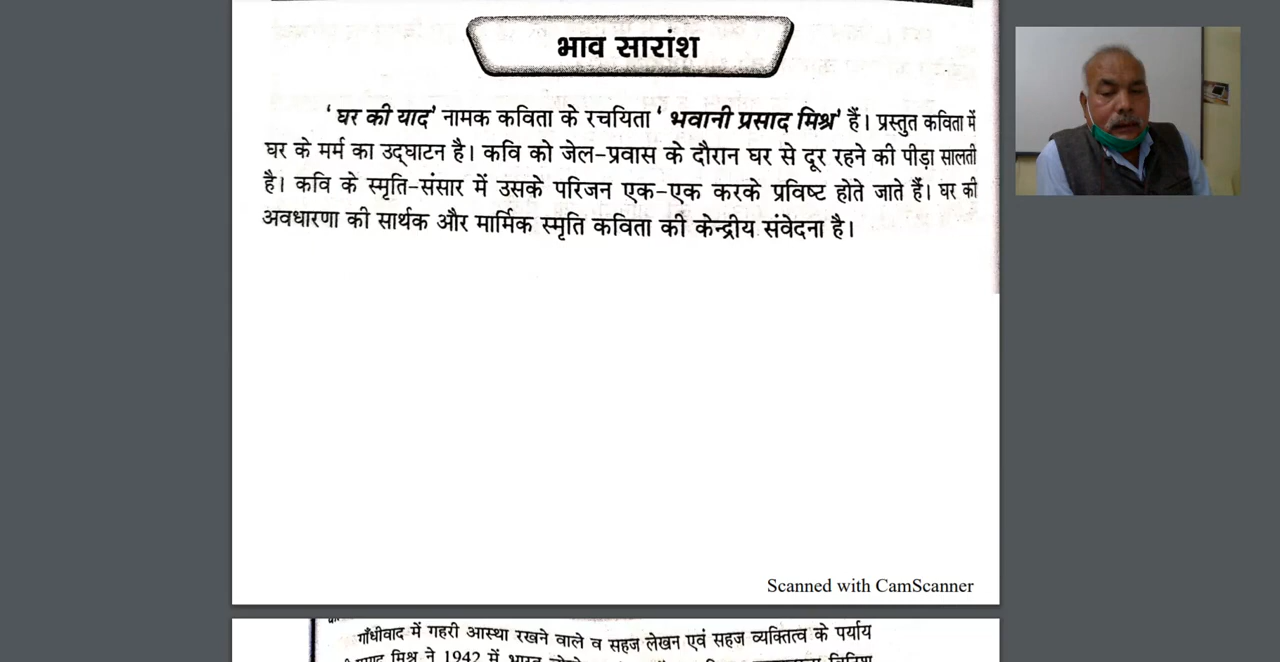 भाव सारांश
' घर की याद' नामक कविता के रचयिता ' भवानी प्रसाद मिश्र' हैं। प्रस्तुत कविता में
घर के मर्म का उद्घाटन है। कवि को जेल-प्रवास के दौरान घर से दूर रहने की पीड़ा सालती
है। कवि के स्मृति-संसार में उसके परिजन एक-एक करके प्रविष्ट होते जाते हैं। घर की
अवधारणा की सार्थक और मार्मिक स्मृति कविता की केन्द्रीय संवेदना है।
Scanned with CamScanner
गाँधीवाद में गहरी आस्था रखने वाले व सहज लेखन एवं सहज व्यक्तित्व के पर्याय
मिश्र ने 1942 में भारत